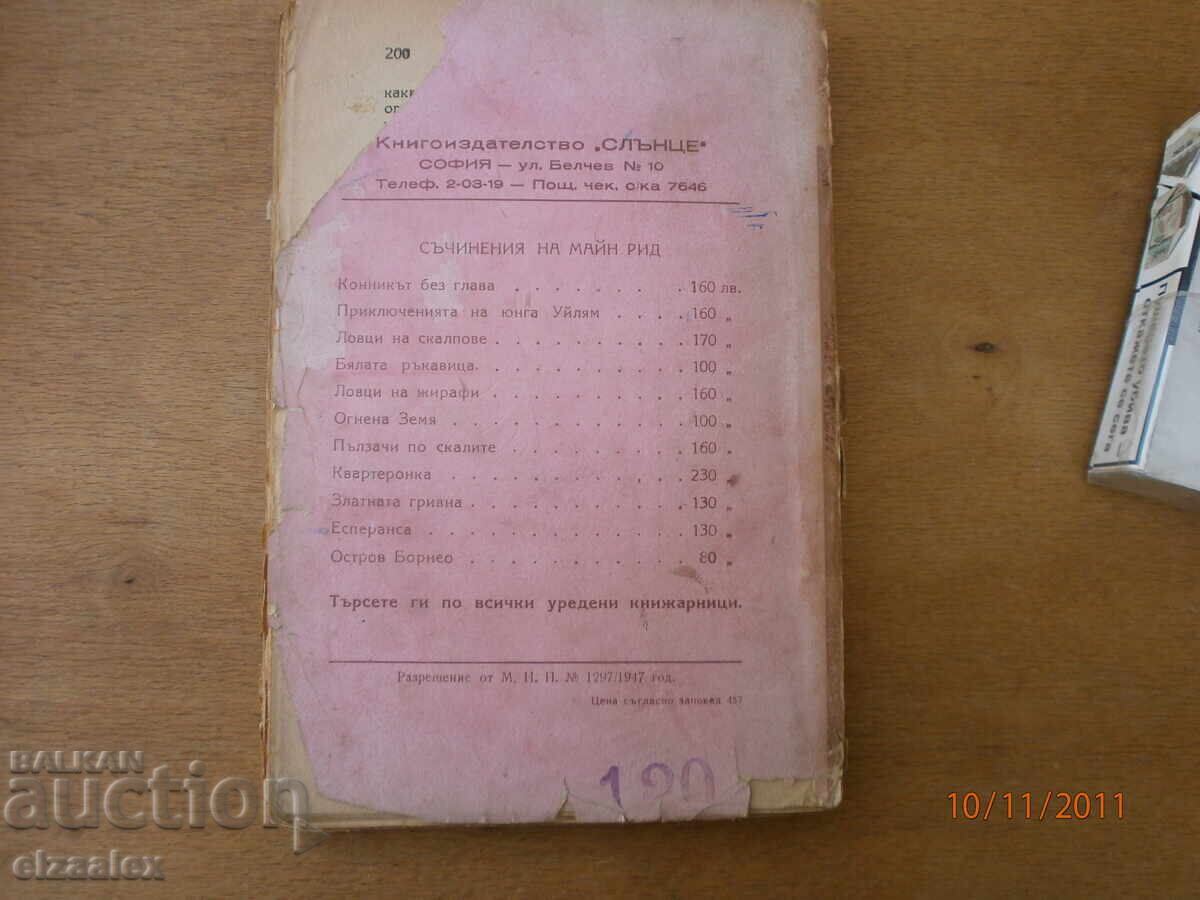 200
Книгоиздателство „СЛЪНЦЕ"
СОФИЯ — ул. Белчев № 10
Телеф. 2-03-19 — Пощ. чек. с/ка 7646
СЪЧИНЕНИЯ НА МАЙН РИД
Конникът без глава . . . . . . . . 160 лв.
Приключенията на юнга Уйлям . . . . 160 „
Ловци на скалпове . . . . . . . . . 170 „
Бялата ръкавица. . . . . . . . . . 100 „
Ловци на жирафи . . . . . . . . . 160 „
Огнена Земя . . . . . . . . . . . 100 „
Пълзачи по скалите . . . . . . . . 160 „
Квартеронка . . . . . . . . . . . 230 „
Златната гривна . . . . . . . . . . 130 „
Есперанса . . . . . . . . . . . . 130 „
Остров Борнео . . . . . . . . . . 80 „
Търсете ги по всички уредени книжарници.
Разрешение от М. И. П. № 1297/1947 год.
Цена съгласно заповед 457
120
BALKAN
auction
elzaalex
10/11/2011
откажете се сега